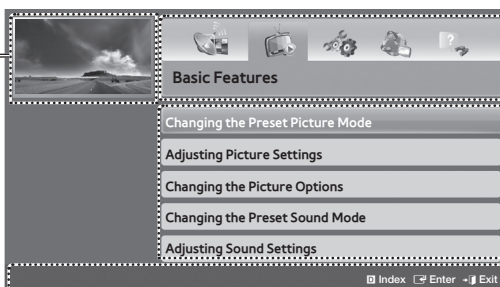 Basic Features
Changing the Preset Picture Mode
Adjusting Picture Settings
Changing the Picture Options
Changing the Preset Sound Mode
Adjusting Sound Settings
D Index Enter Exit